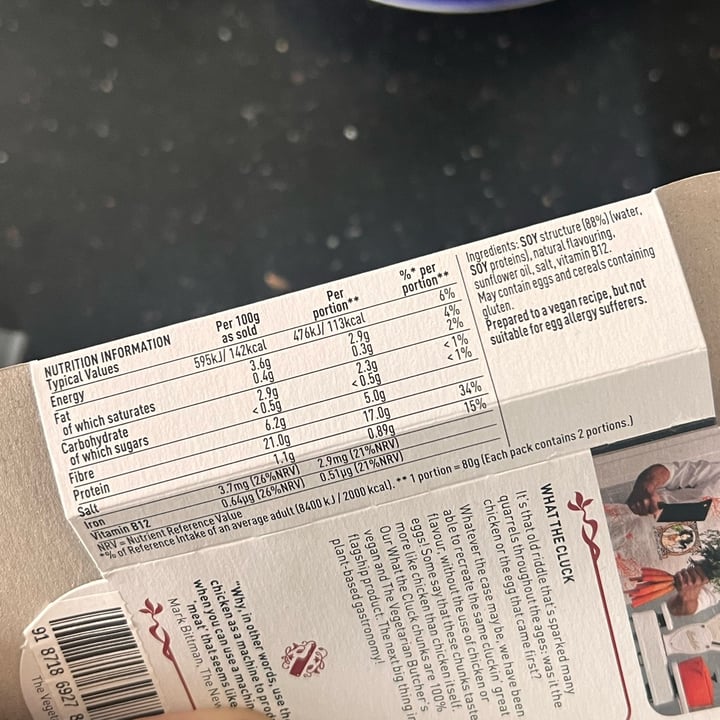 NUTRITION INFORMATION
Typical Values Per 100g as sold Per portion** %* per portion**
Energy 595kJ/ 142kcal 476kJ/ 113kcal 6%
Fat 3.6g 2.9g 4%
of which saturates 0.4g 0.3g 2%
Carbohydrate 2.9g 2.3g <1%
of which sugars <0.5g <0.5g <1%
Fibre 6.2g 5.0g
Protein 21.0g 17.0g 34%
Salt 1.1g 0.89g 15%
Iron 3.7mg (26%NRV) 2.9mg (21%NRV)
Vitamin B12 0.64µg (26%NRV) 0.51µg (21%NRV)
NRV = Nutrient Reference Value
*% of Reference Intake of an average adult (8400 kJ / 2000 kcal). ** 1 portion = 80g (Each pack contains 2 portions.)
Ingredients: SOY structure (88%) (water,
SOY proteins), natural flavouring,
sunflower oil, salt, vitamin B12.
May contain eggs and cereals containing
gluten.
Prepared to a vegan recipe, but not
suitable for egg allergy sufferers.
WHAT THE CLUCK
It's that old riddle that's sparked many
quarrels throughout the ages: was it the
chicken or the egg that came first?
Whatever the case may be, we have been
able to recreate the same cluckin' great
flavour, without the use of chicken or
eggs! Some say that these chunks taste
more like chicken than chicken itself.
Our What the Cluck chunks are 100%
vegan and The Vegetarian Butcher's
flagship product. The next big thing in
plant-based gastronomy!
"Why, in other words, use th
chicken as a machine to prod
'meat' when you can use a machin
that seems like
Mark Bittman, The New
91 8718 6927 8
The Veget